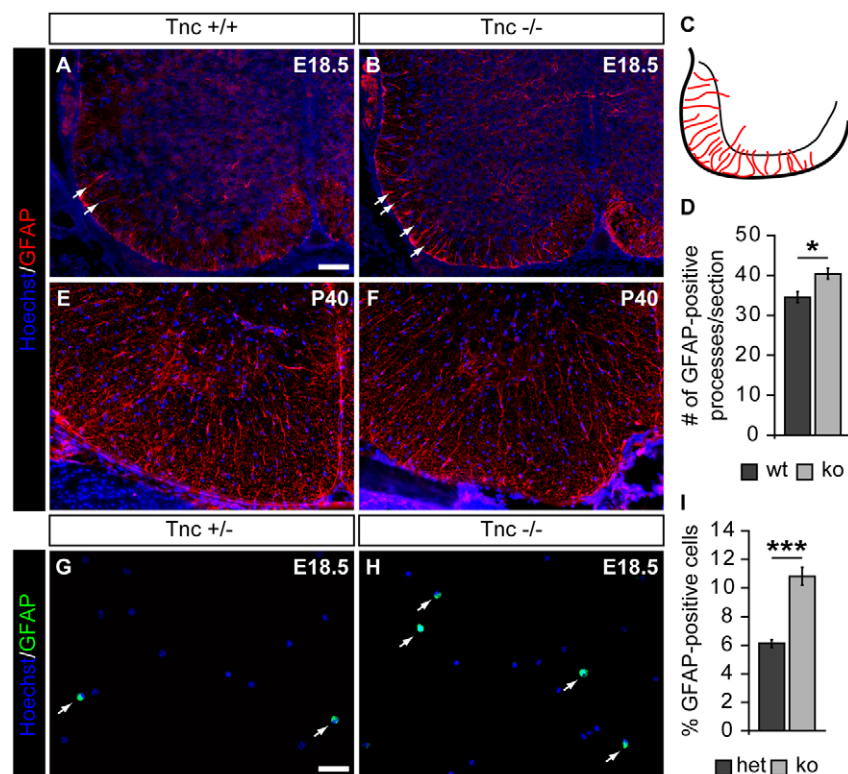 Tnc +/+
Tnc -/-
C
A
E18.5
B
E18.5
Hoechst/GFAP
D
# of GFAP-positive
processes/section
50
40
30
20
10
0
*
wt
ko
E
P40
F
P40
Tnc +/-
Tnc -/-
I
G
E18.5
H
E18.5
Hoechst/GFAP
% GFAP-positive cells
14
12
10
8
6
4
2
0
***
het
ko